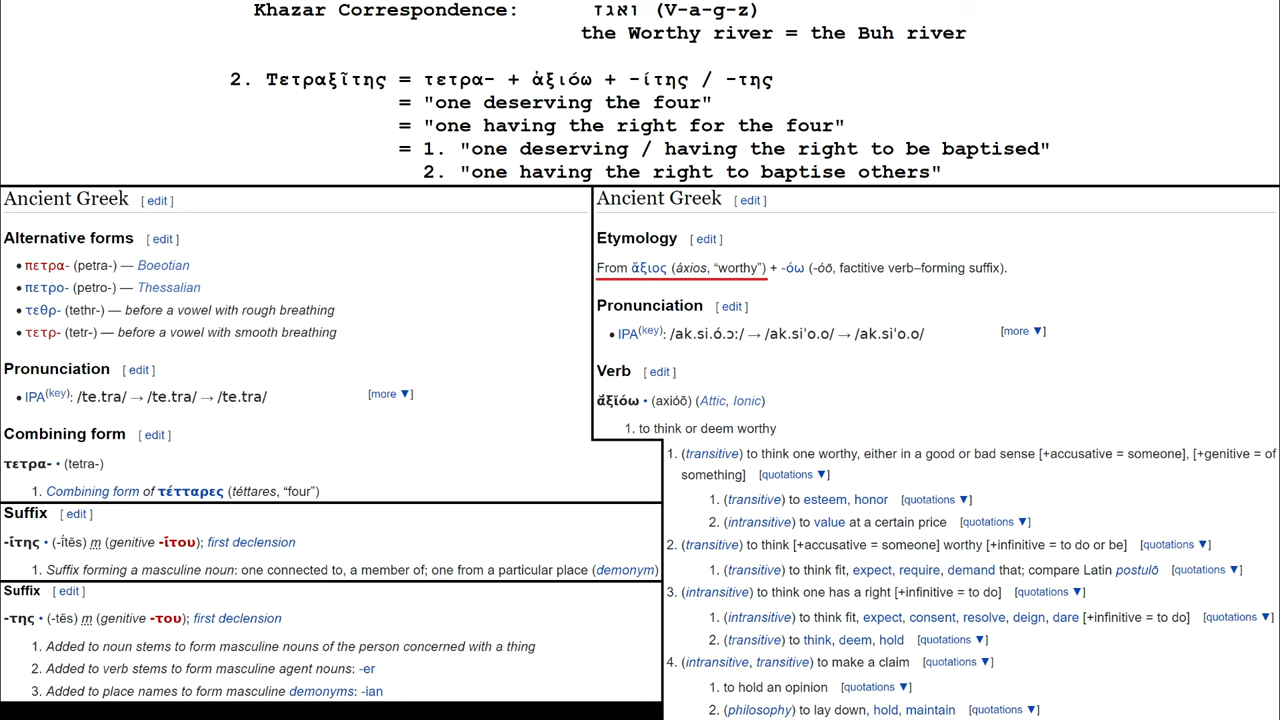 Khazar Correspondence: ואגז (V-a-g-z)
the Worthy river = the Buh river
2. Τετραξῖτης = τετρα- + ἀξιόω + -ίτης / -της
= "one deserving the four"
= "one having the right for the four"
= 1. "one deserving / having the right to be baptised"
2. "one having the right to baptise others"
Ancient Greek [ edit ]
Alternative forms [ edit ]
• πετρα- (petra-) — Boeotian
• πετρο- (petro-) — Thessalian
• τεθρ- (tethr-) — before a vowel with rough breathing
• τετρ- (tetr-) — before a vowel with smooth breathing
Pronunciation [ edit ]
• IPA(key): /te.tra/ → /te.tra/ → /te.tra/ [more ▼]
Combining form [ edit ]
τετρα- • (tetra-)
1. Combining form of τέτταρες (téttares, “four”)
Suffix [ edit ]
-ῑ́της • (-ī́tēs) m (genitive -ῑ́του); first declension
1. Suffix forming a masculine noun: one connected to, a member of; one from a particular place (demonym)
Suffix [ edit ]
-της • (-tēs) m (genitive -του); first declension
1. Added to noun stems to form masculine nouns of the person concerned with a thing
2. Added to verb stems to form masculine agent nouns: -er
3. Added to place names to form masculine demonyms: -ian
Ancient Greek [ edit ]
Etymology [ edit ]
From ἄξιος (áxios, “worthy”) + -όω (-óō, factitive verb–forming suffix).
Pronunciation [ edit ]
• IPA(key): /ak.si.ó.ɔː/ → /ak.siˈo.o/ → /ak.siˈo.o/ [more ▼]
Verb [ edit ]
ᾰ̓ξῐόω • (axióō) (Attic, Ionic)
1. to think or deem worthy
1. (transitive) to think one worthy, either in a good or bad sense [+accusative = someone], [+genitive = of
something] [quotations ▼]
1. (transitive) to esteem, honor [quotations ▼]
2. (intransitive) to value at a certain price [quotations ▼]
2. (transitive) to think [+accusative = someone] worthy [+infinitive = to do or be] [quotations ▼]
1. (transitive) to think fit, expect, require, demand that; compare Latin postulō [quotations ▼]
3. (intransitive) to think one has a right [+infinitive = to do] [quotations ▼]
1. (intransitive) to think fit, expect, consent, resolve, deign, dare [+infinitive = to do] [quotations ▼]
2. (transitive) to think, deem, hold [quotations ▼]
4. (intransitive, transitive) to make a claim [quotations ▼]
1. to hold an opinion [quotations ▼]
2. (philosophy) to lay down, hold, maintain [quotations ▼]